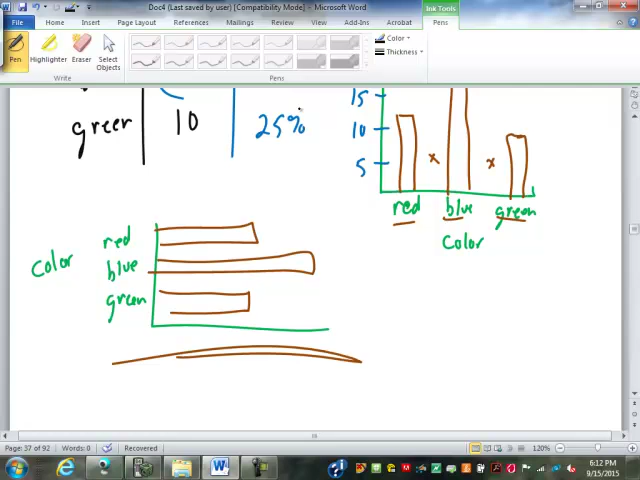 Doc4 (Last saved by user) [Compatibility Mode] - Microsoft Word
Ink Tools
File Home Insert Page Layout References Mailings Review View Acrobat Pens
Pen
Highlighter
Eraser
Select Objects
Color
Thickness
Write
Pens
15
green 10 25%
10
5
red blue green
Color
red
Color
blue
green
Page: 37 of 92 Words: 0 Recovered 120%
6:12 PM
9/15/2015